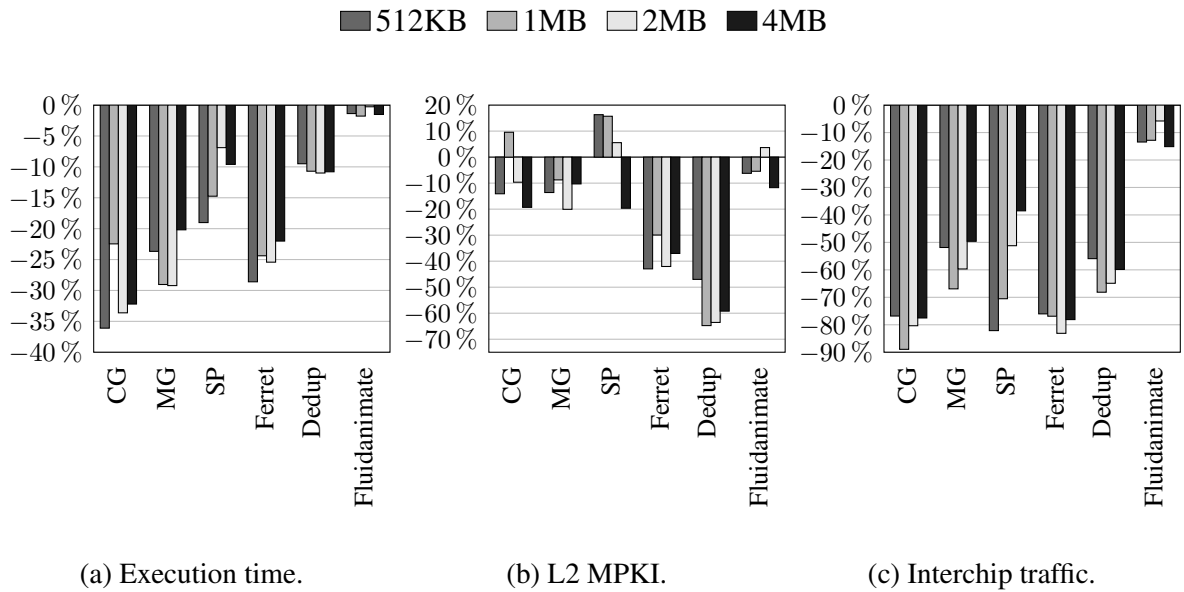 512KB 1MB 2MB 4MB
0 %
−5 %
−10 %
−15 %
−20 %
−25 %
−30 %
−35 %
−40 %
CG
MG
SP
Ferret
Dedup
Fluidanimate
(a) Execution time.
20 %
10 %
0 %
−10 %
−20 %
−30 %
−40 %
−50 %
−60 %
−70 %
CG
MG
SP
Ferret
Dedup
Fluidanimate
(b) L2 MPKI.
0 %
−10 %
−20 %
−30 %
−40 %
−50 %
−60 %
−70 %
−80 %
−90 %
CG
MG
SP
Ferret
Dedup
Fluidanimate
(c) Interchip traffic.